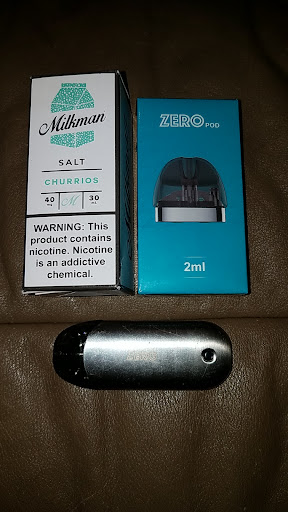 Milkman
SALT
CHURRIOS
40 MG M 30 ML
WARNING: This
product contains
nicotine. Nicotine
is an addictive
chemical.
ZERO POD
2ml